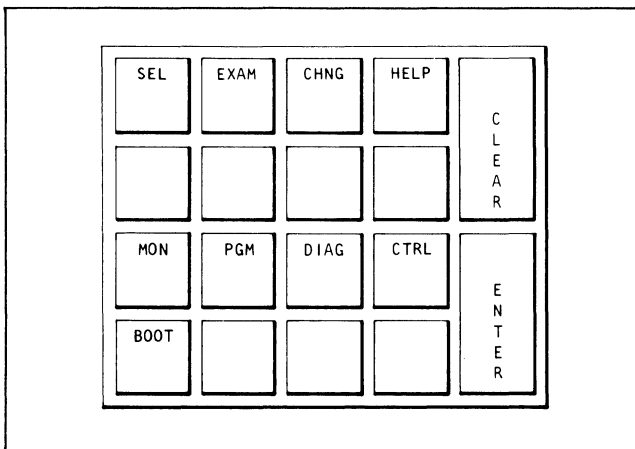 SEL EXAM CHNG HELP
CLEAR
MON PGM DIAG CTRL
ENTER
BOOT